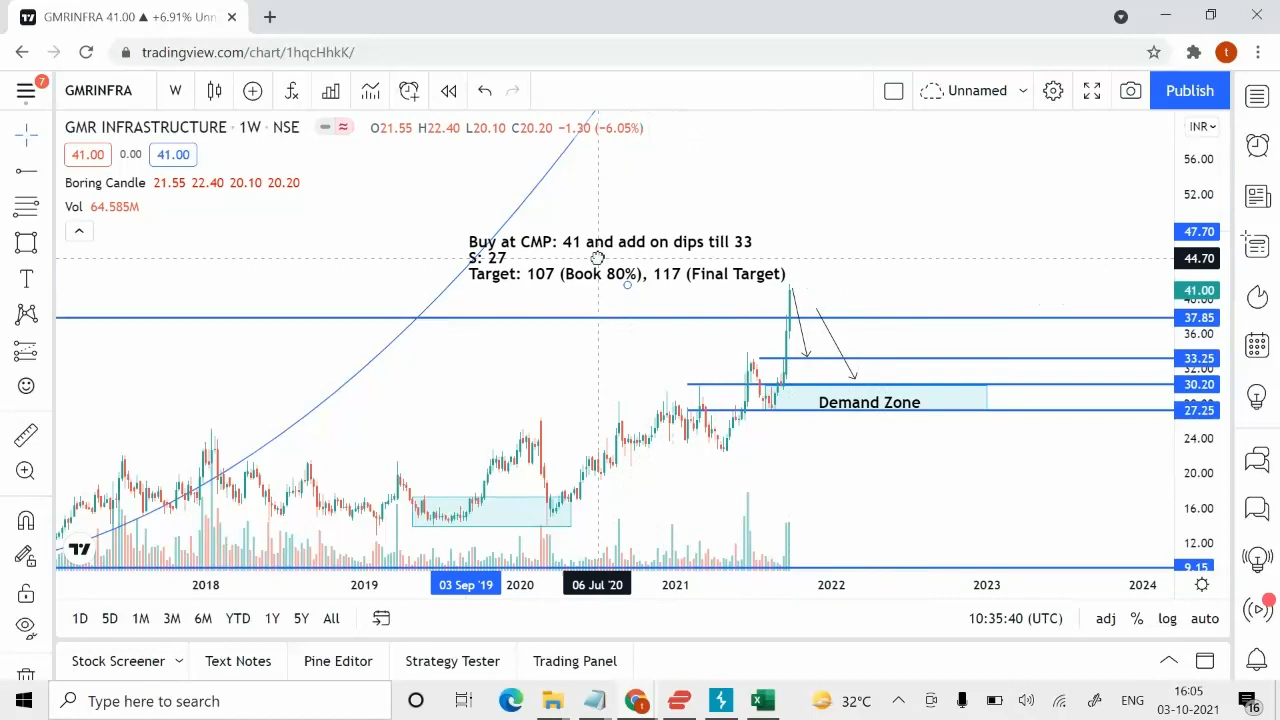 GMRINFRA 41.00 ▲ +6.91% Unn
tradingview.com/chart/1hqcHhkK/
7
GMRINFRA W Unnamed Publish
GMR INFRASTRUCTURE · 1W · NSE O21.55 H22.40 L20.10 C20.20 −1.30 (−6.05%)
INR
41.00 0.00 41.00
Boring Candle 21.55 22.40 20.10 20.20
Vol 64.585M
56.00
52.00
47.70
44.70
41.00
37.85
36.00
33.25
32.00
30.20
27.25
24.00
20.00
16.00
12.00
9.15
Buy at CMP: 41 and add on dips till 33
S: 27
Target: 107 (Book 80%), 117 (Final Target)
Demand Zone
2018 2019 03 Sep '19 2020 06 Jul '20 2021 2022 2023 2024
1D 5D 1M 3M 6M YTD 1Y 5Y All 10:35:40 (UTC) adj % log auto
Stock Screener Text Notes Pine Editor Strategy Tester Trading Panel
Type here to search 32°C ENG 16:05
03-10-2021 16